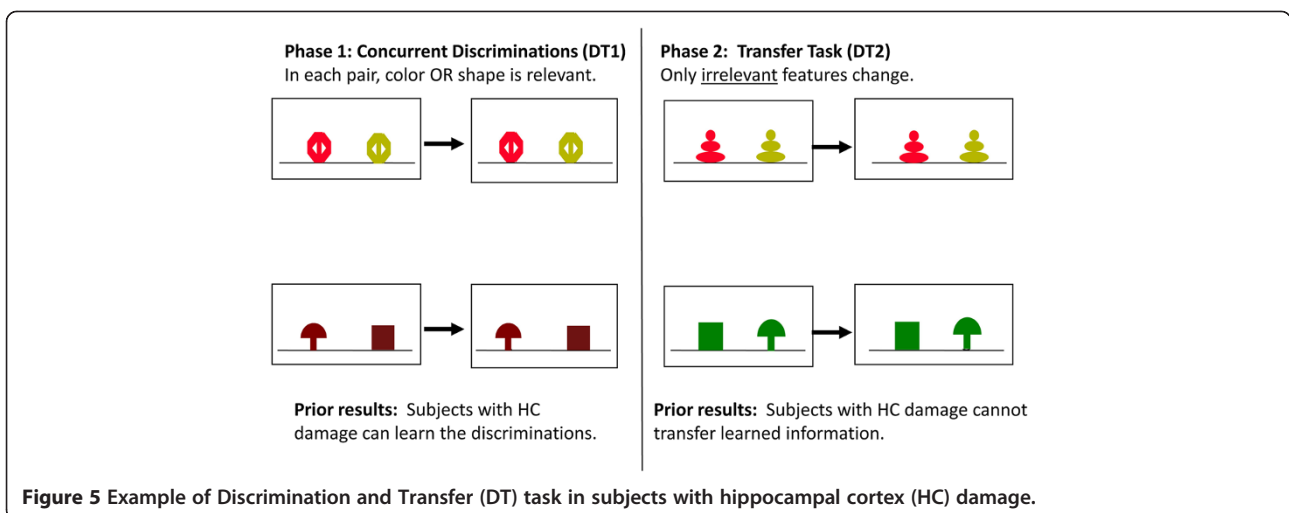 Phase 1: Concurrent Discriminations (DT1)
In each pair, color OR shape is relevant.
Prior results: Subjects with HC
damage can learn the discriminations.
Phase 2: Transfer Task (DT2)
Only irrelevant features change.
Prior results: Subjects with HC damage cannot
transfer learned information.
Figure 5 Example of Discrimination and Transfer (DT) task in subjects with hippocampal cortex (HC) damage.